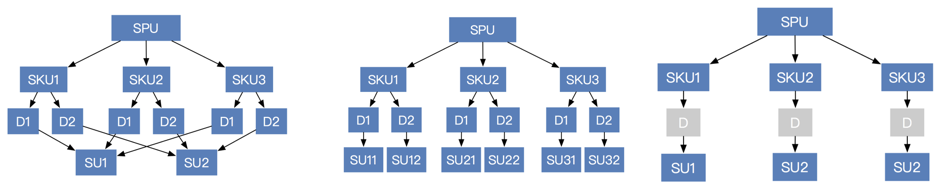 SPU
SKU1 SKU2 SKU3
D1 D2 D1 D2 D1 D2
SU1 SU2
SPU
SKU1 SKU2 SKU3
D1 D2 D1 D2 D1 D2
SU11 SU12 SU21 SU22 SU31 SU32
SPU
SKU1 SKU2 SKU3
D D D
SU1 SU2 SU2